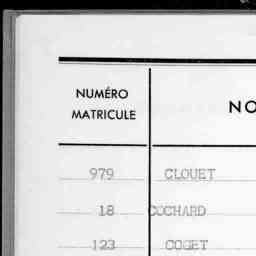 NUMÉRO
MATRICULE
NO
979 CLOUET
18 COCHARD
123 COGET